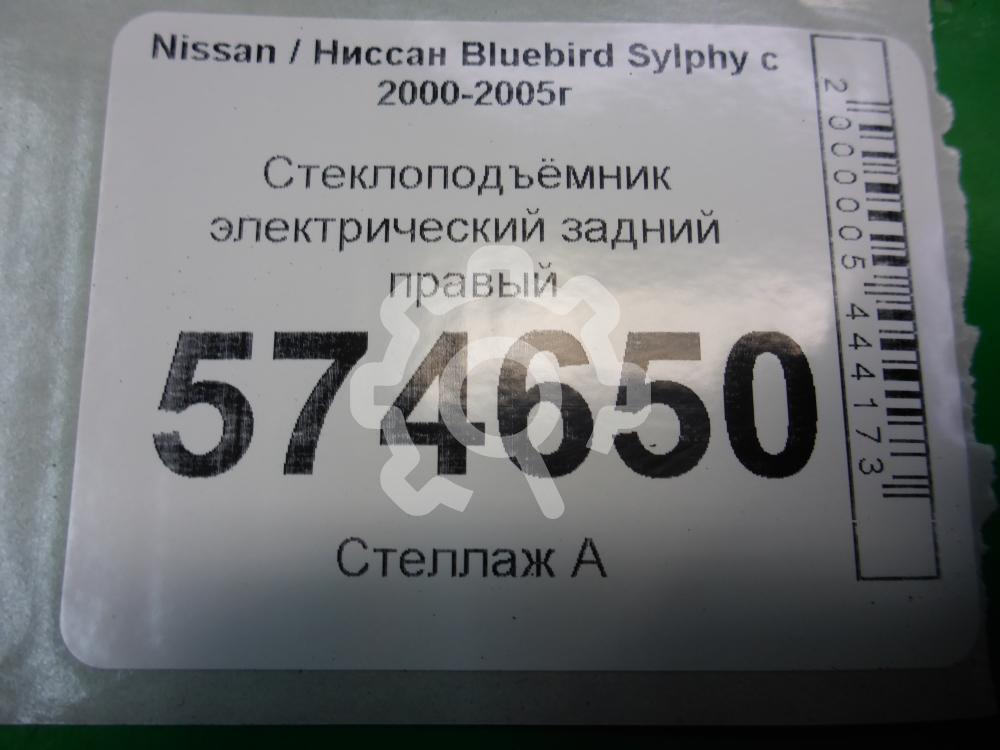 Nissan / Ниссан Bluebird Sylphy с
2000-2005г
Стеклоподъёмник
электрический задний
правый
574650
Стеллаж А
2000005444173